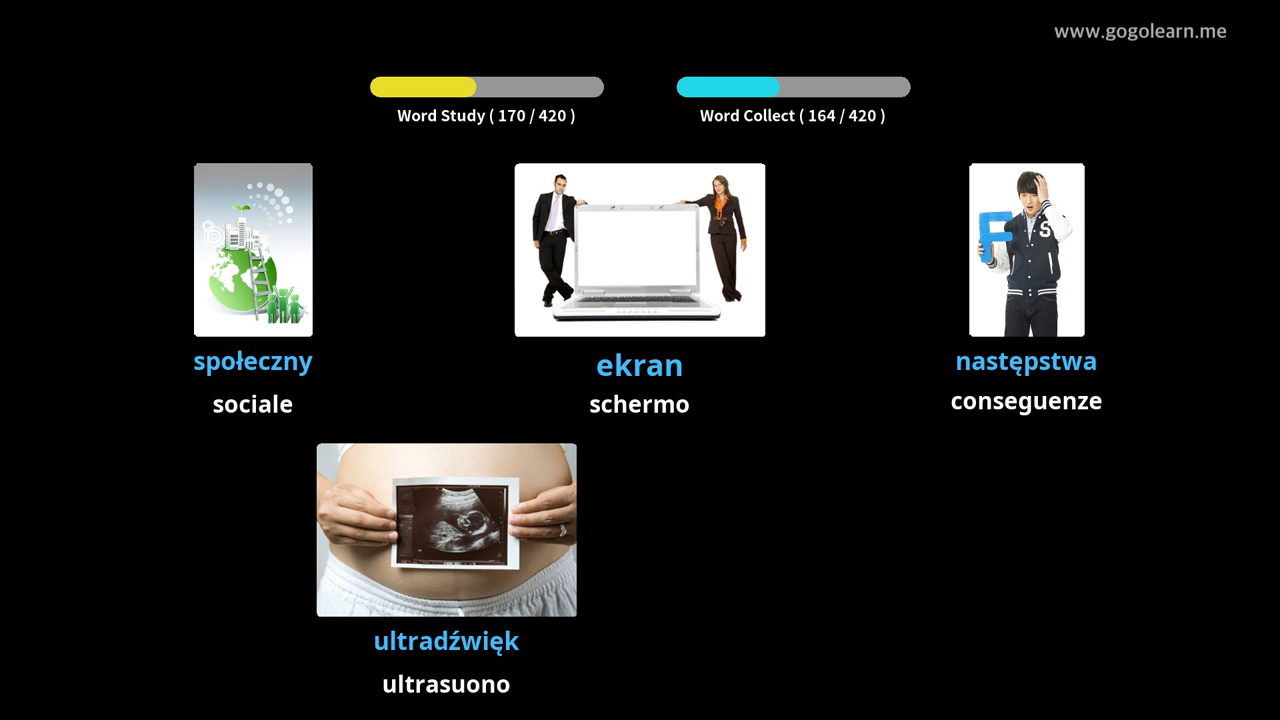 www.gogolearn.me
Word Study ( 170 / 420 )
Word Collect ( 164 / 420 )
F
S
społeczny
ekran
następstwa
sociale
schermo
conseguenze
ultradźwięk
ultrasuono